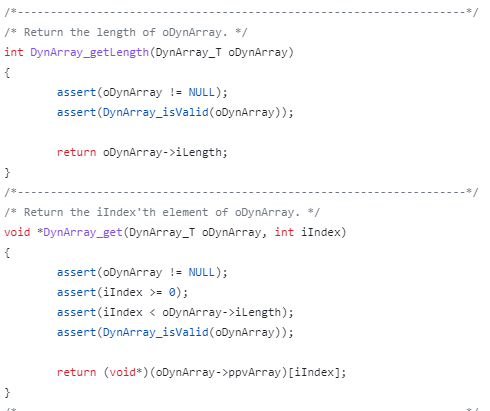 /*--------------------------------------------------------------------*/
/* Return the length of oDynArray. */
int DynArray_getLength(DynArray_T oDynArray)
{
        assert(oDynArray != NULL);
        assert(DynArray_isValid(oDynArray));

        return oDynArray->iLength;
}
/*--------------------------------------------------------------------*/
/* Return the iIndex'th element of oDynArray. */
void *DynArray_get(DynArray_T oDynArray, int iIndex)
{
        assert(oDynArray != NULL);
        assert(iIndex >= 0);
        assert(iIndex < oDynArray->iLength);
        assert(DynArray_isValid(oDynArray));

        return (void*)(oDynArray->ppvArray)[iIndex];
}